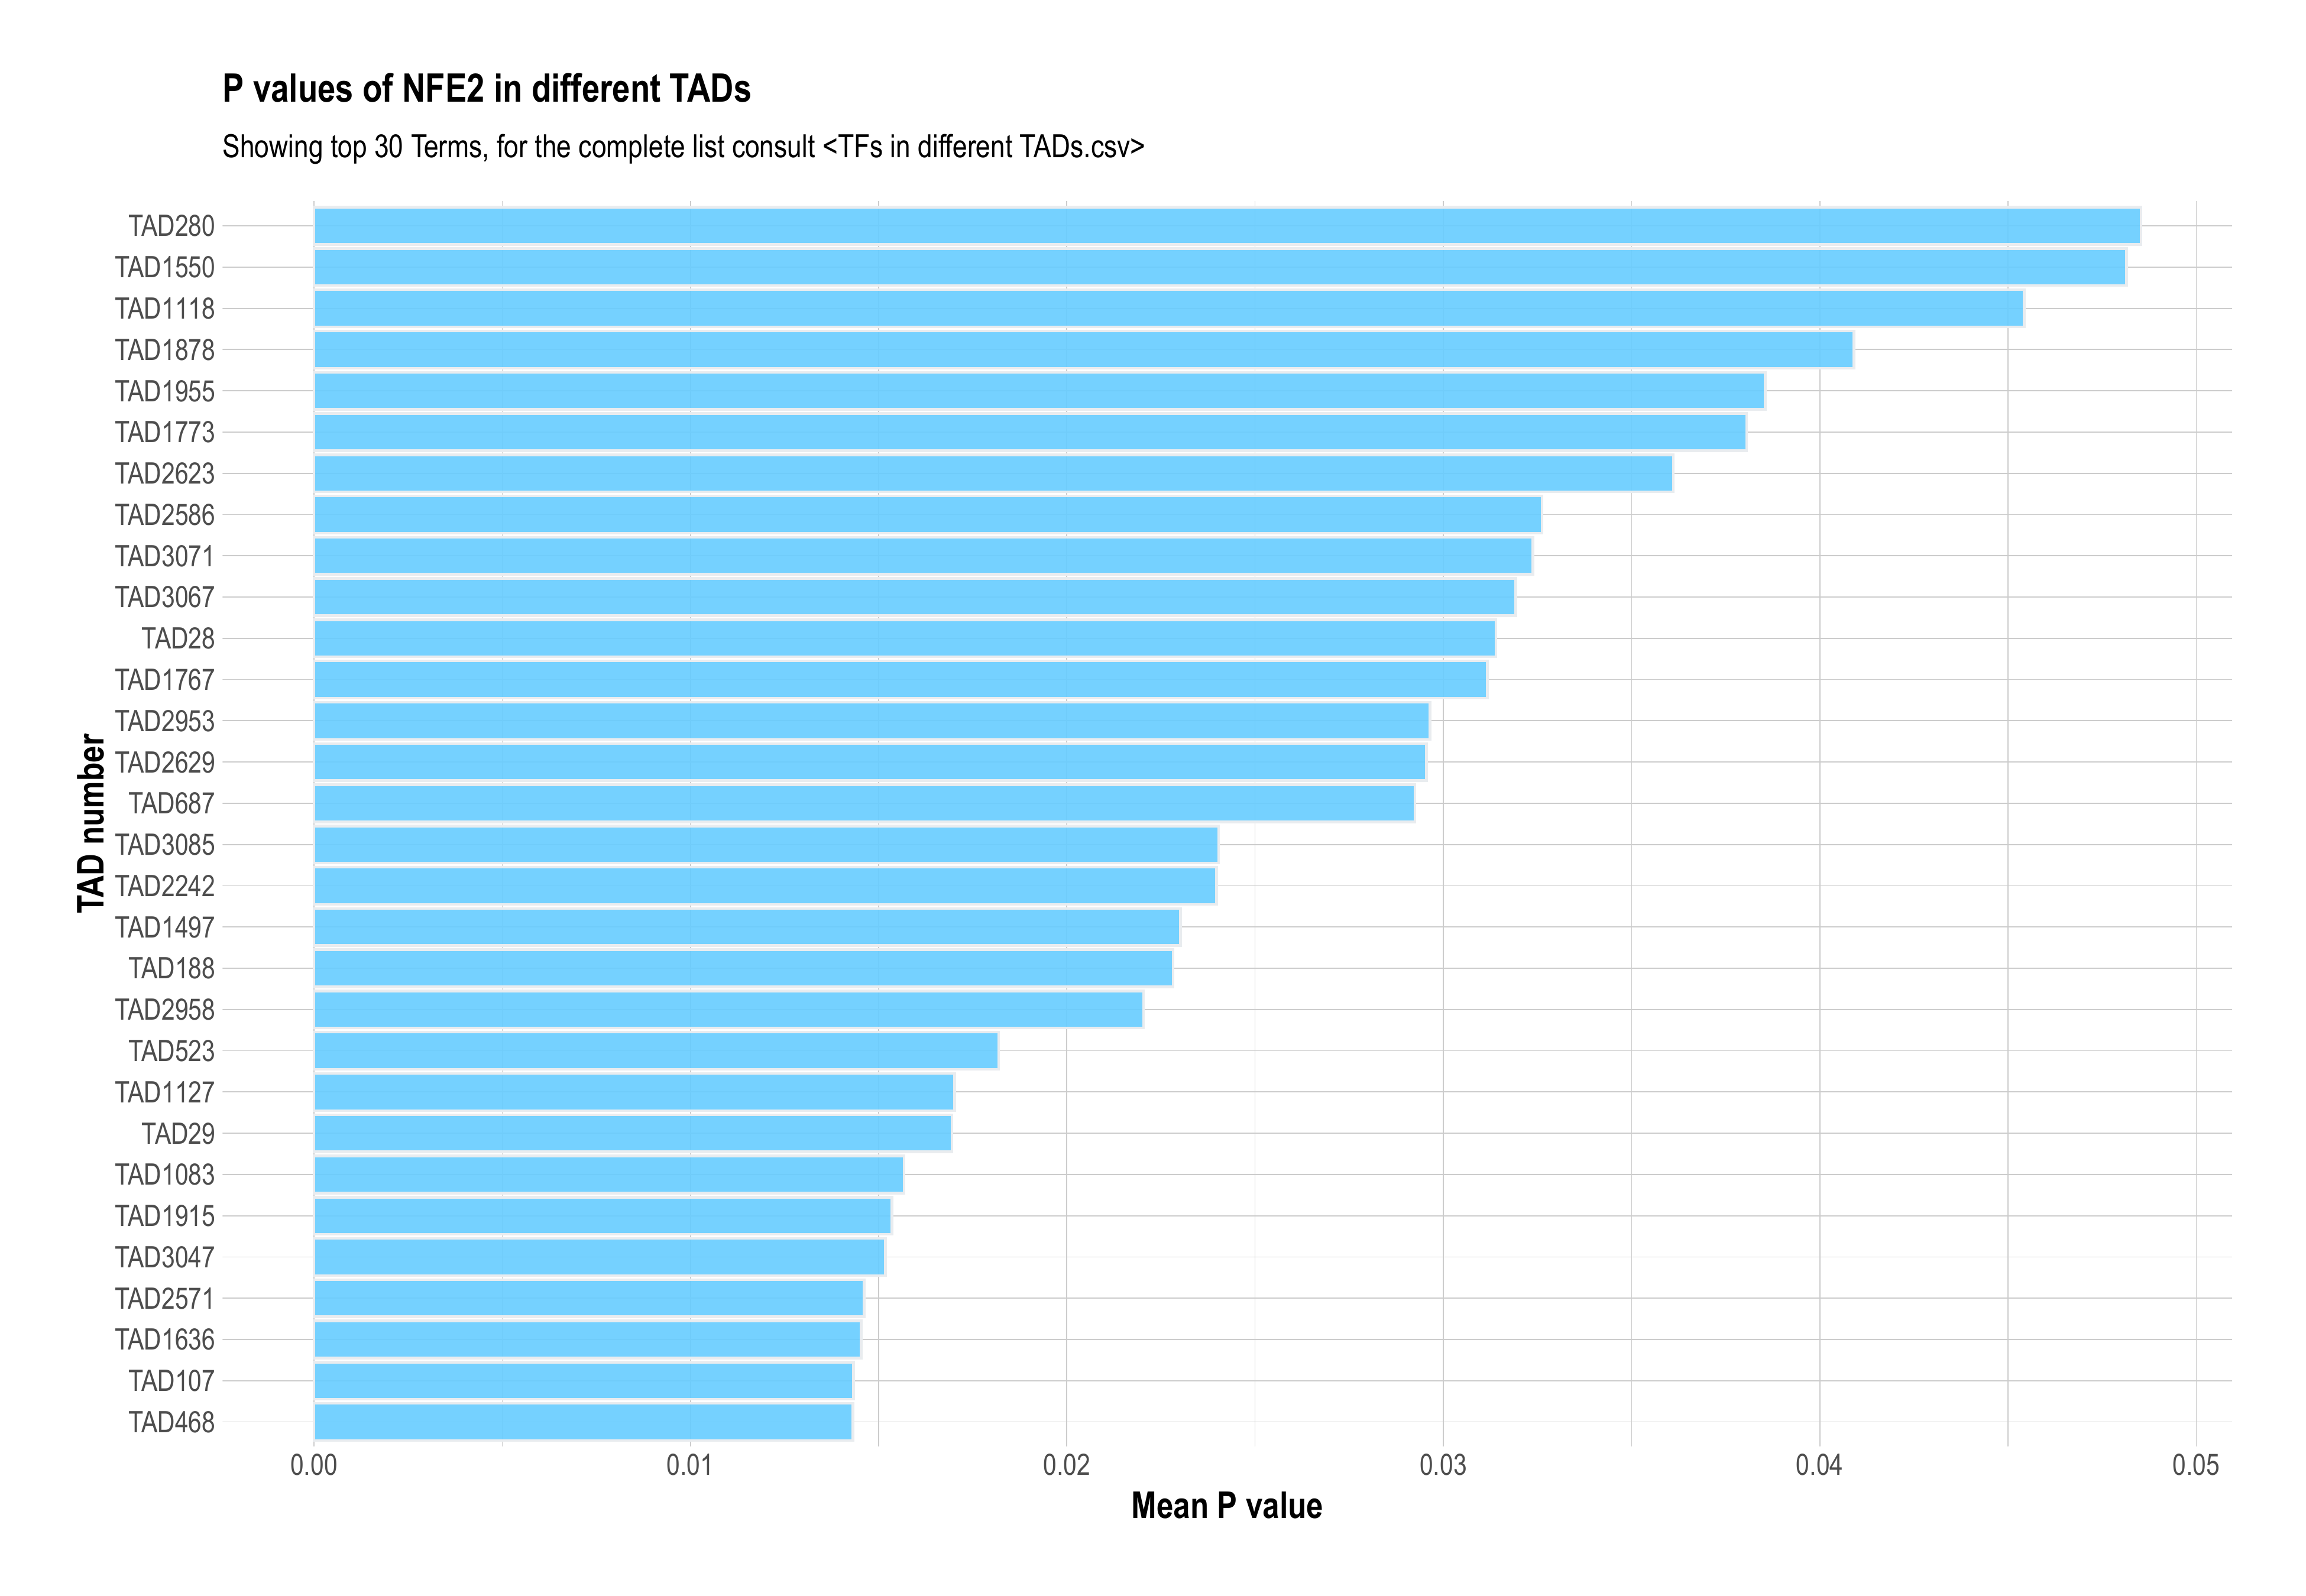 P values of NFE2 in different TADs
Showing top 30 Terms, for the complete list consult <TFs in different TADs.csv>
TAD number
TAD280
TAD1550
TAD1118
TAD1878
TAD1955
TAD1773
TAD2623
TAD2586
TAD3071
TAD3067
TAD28
TAD1767
TAD2953
TAD2629
TAD687
TAD3085
TAD2242
TAD1497
TAD188
TAD2958
TAD523
TAD1127
TAD29
TAD1083
TAD1915
TAD3047
TAD2571
TAD1636
TAD107
TAD468
0.00 0.01 0.02 0.03 0.04 0.05
Mean P value